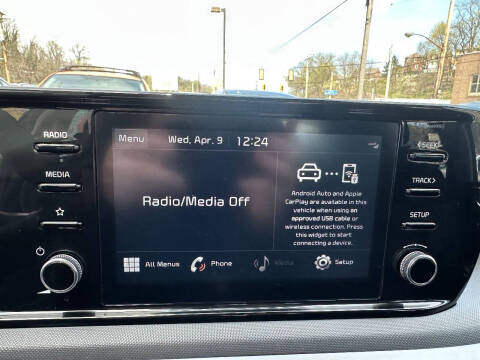 RADIO
MEDIA
Menu
Wed, Apr. 9 12:24
Radio/Media Off
Android Auto and Apple
CarPlay are available in this
vehicle when using an
approved USB cable or
wireless connection. Press
this widget to start
connecting a device.
All Menus
Phone
Media
Setup
SEEK
TRACK
SETUP